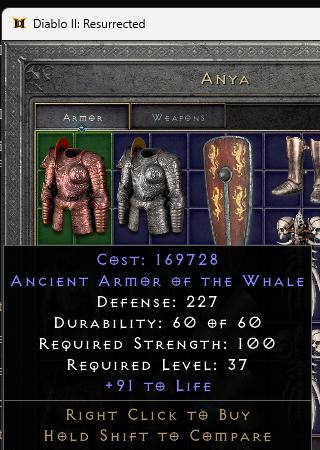 Diablo II: Resurrected
Anya
Armor Weapons
Cost: 169728
Ancient Armor of the Whale
Defense: 227
Durability: 60 of 60
Required Strength: 100
Required Level: 37
+91 to Life
Right Click to Buy
Hold Shift to Compare